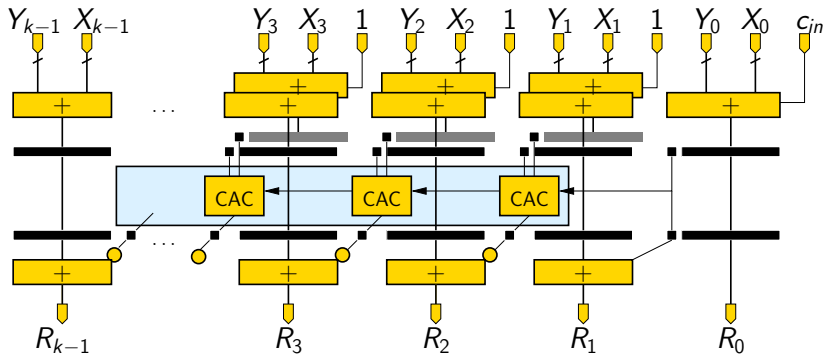 Y_{k−1} X_{k−1} Y_3 X_3 1 Y_2 X_2 1 Y_1 X_1 1 Y_0 X_0 c_{in}
+ + +
+ ... + + + +
CAC CAC CAC
...
+ + + +
R_{k−1} R_3 R_2 R_1 R_0